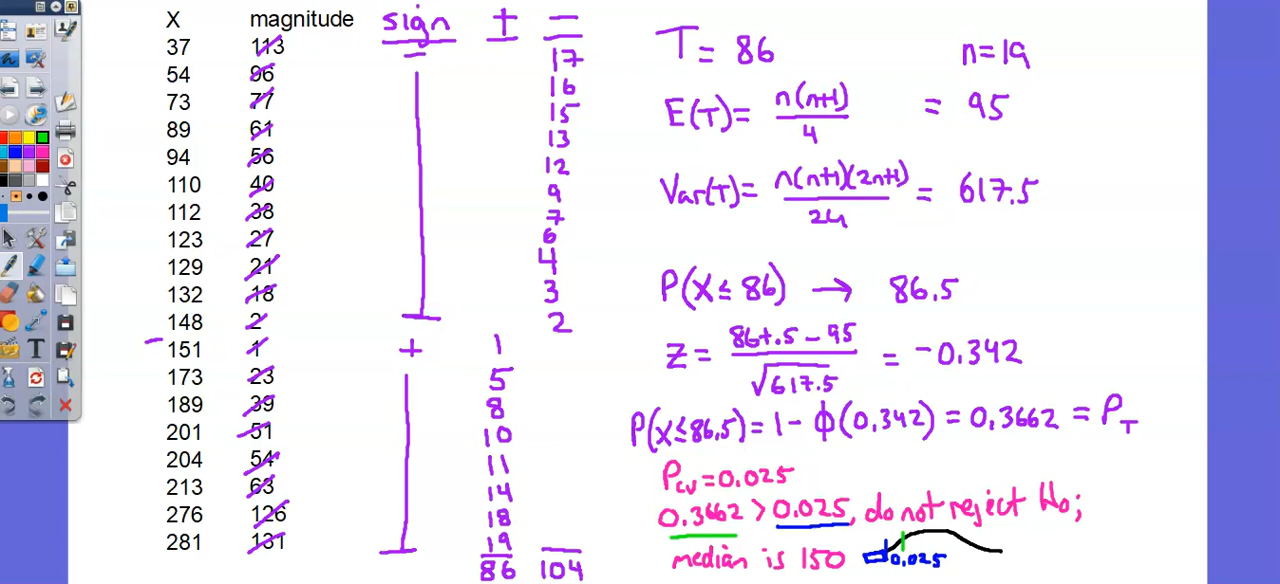 X magnitude sign + −
37 113 − 17
54 96 16
73 77 15
89 61 13
94 56 12
110 40 9
112 38 7
123 27 6
129 21 4
132 18 3
148 2 2
151 1 + 1
173 23 5
189 39 8
201 51 10
204 54 11
213 63 14
276 126 18
281 131 19
86 104
T = 86 n=19
E(T)= n(n+1)/4 = 95
Var(T)= n(n+1)(2n+1)/24 = 617.5
P(X≤86) → 86.5
Z = 86+.5-95/√617.5 = -0.342
P(X≤86.5)=1-Φ(0.342)=0.3662=P_T
P_CV=0.025
0.3662>0.025, do not reject H₀;
median is 150 0.025
T